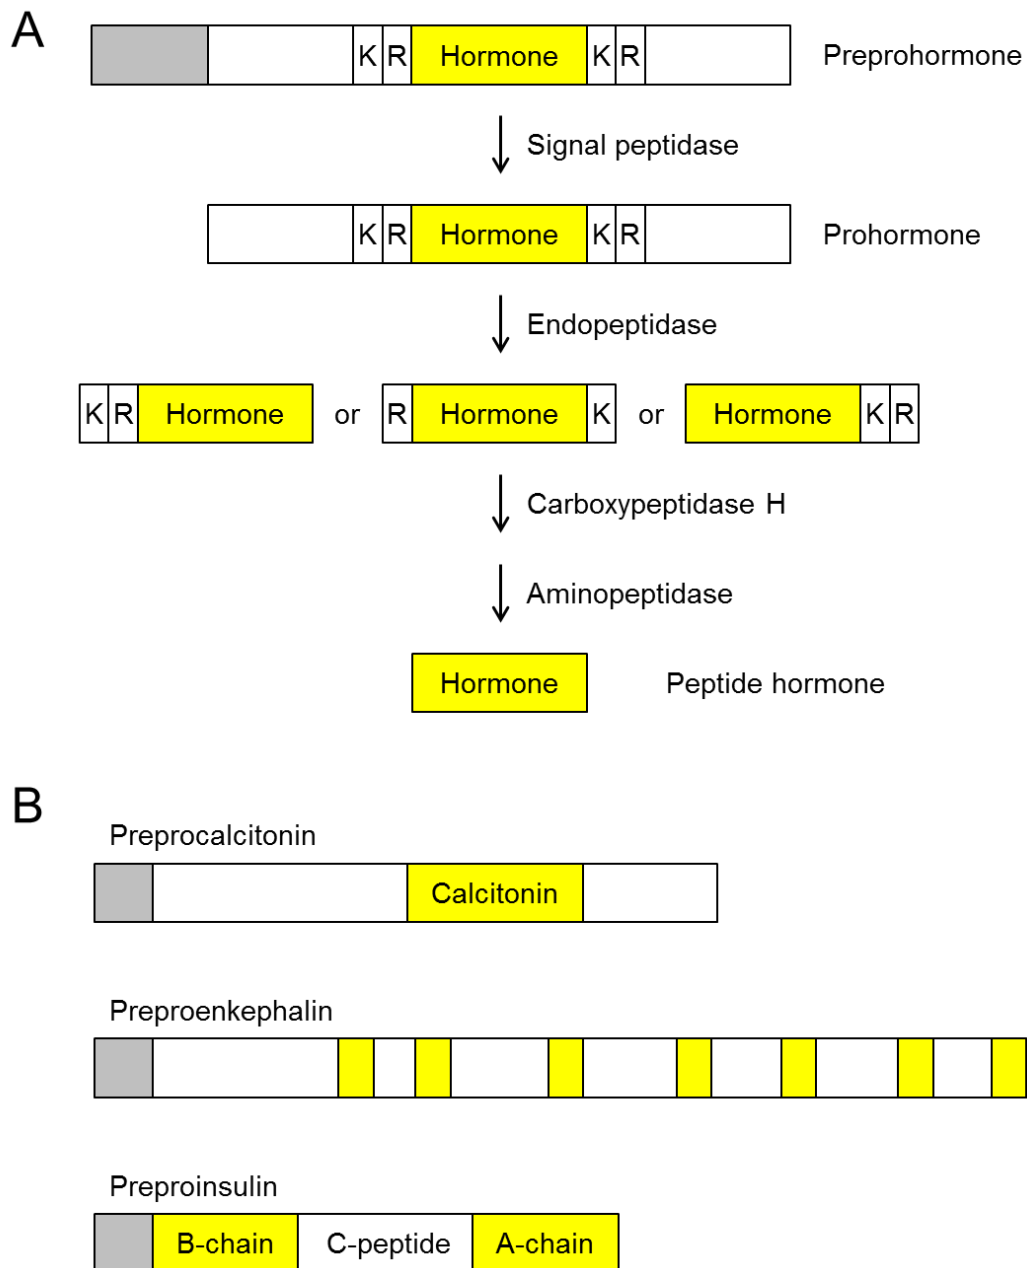 A
K R Hormone K R Preprohormone
Signal peptidase
K R Hormone K R Prohormone
Endopeptidase
K R Hormone or R Hormone K or Hormone K R
Carboxypeptidase H
Aminopeptidase
Hormone Peptide hormone
B
Preprocalcitonin
Calcitonin
Preproenkephalin
Preproinsulin
B-chain C-peptide A-chain